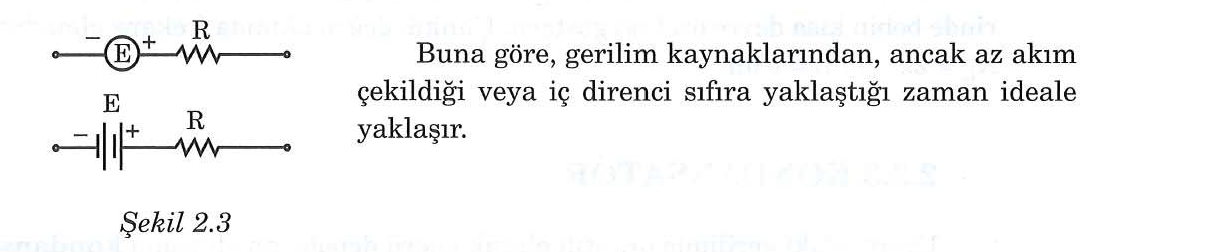 − E + R
E
− + R
Şekil 2.3
Buna göre, gerilim kaynaklarından, ancak az akım
çekildiği veya iç direnci sıfıra yaklaştığı zaman ideale
yaklaşır.